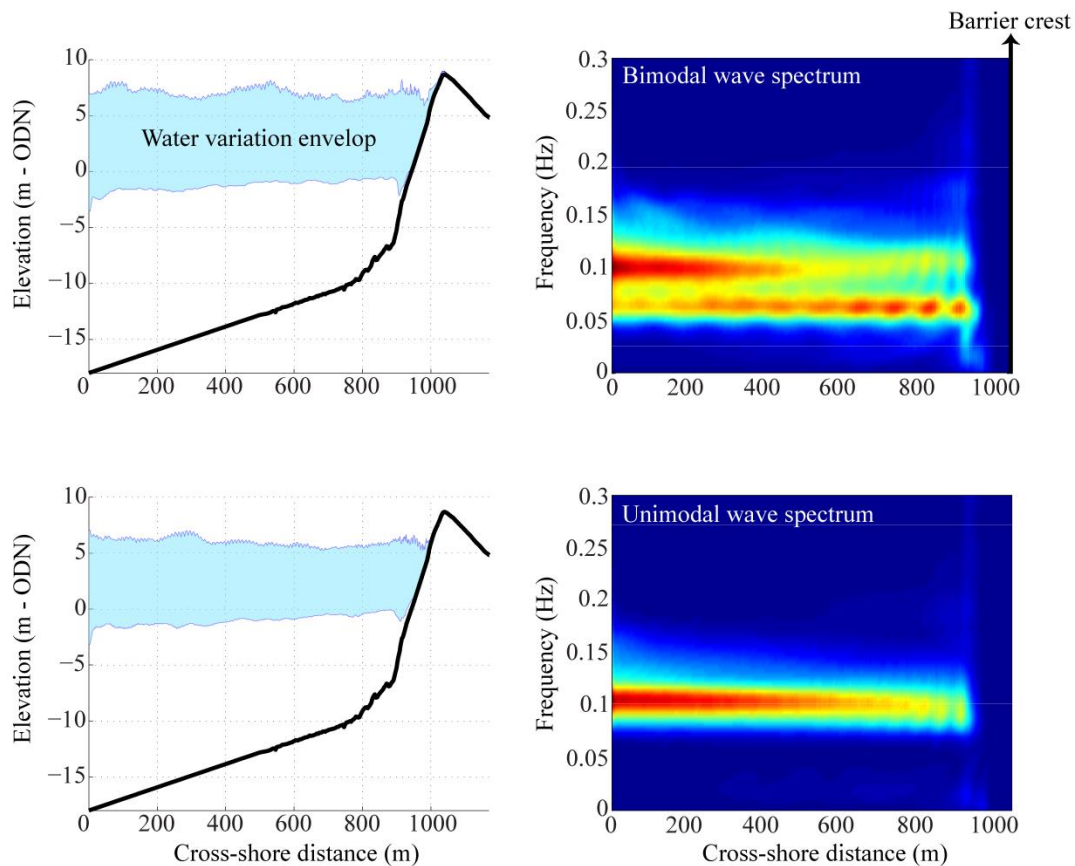 Barrier crest
Elevation (m - ODN)
10
5
0
−5
−10
−15
Water variation envelop
0 200 400 600 800 1000
Frequency (Hz)
0.3
0.25
0.2
0.15
0.1
0.05
0
Bimodal wave spectrum
0 200 400 600 800 1000
Elevation (m - ODN)
10
5
0
−5
−10
−15
0 200 400 600 800 1000
Cross-shore distance (m)
Frequency (Hz)
0.3
0.25
0.2
0.15
0.1
0.05
0
Unimodal wave spectrum
0 200 400 600 800 1000
Cross-shore distance (m)